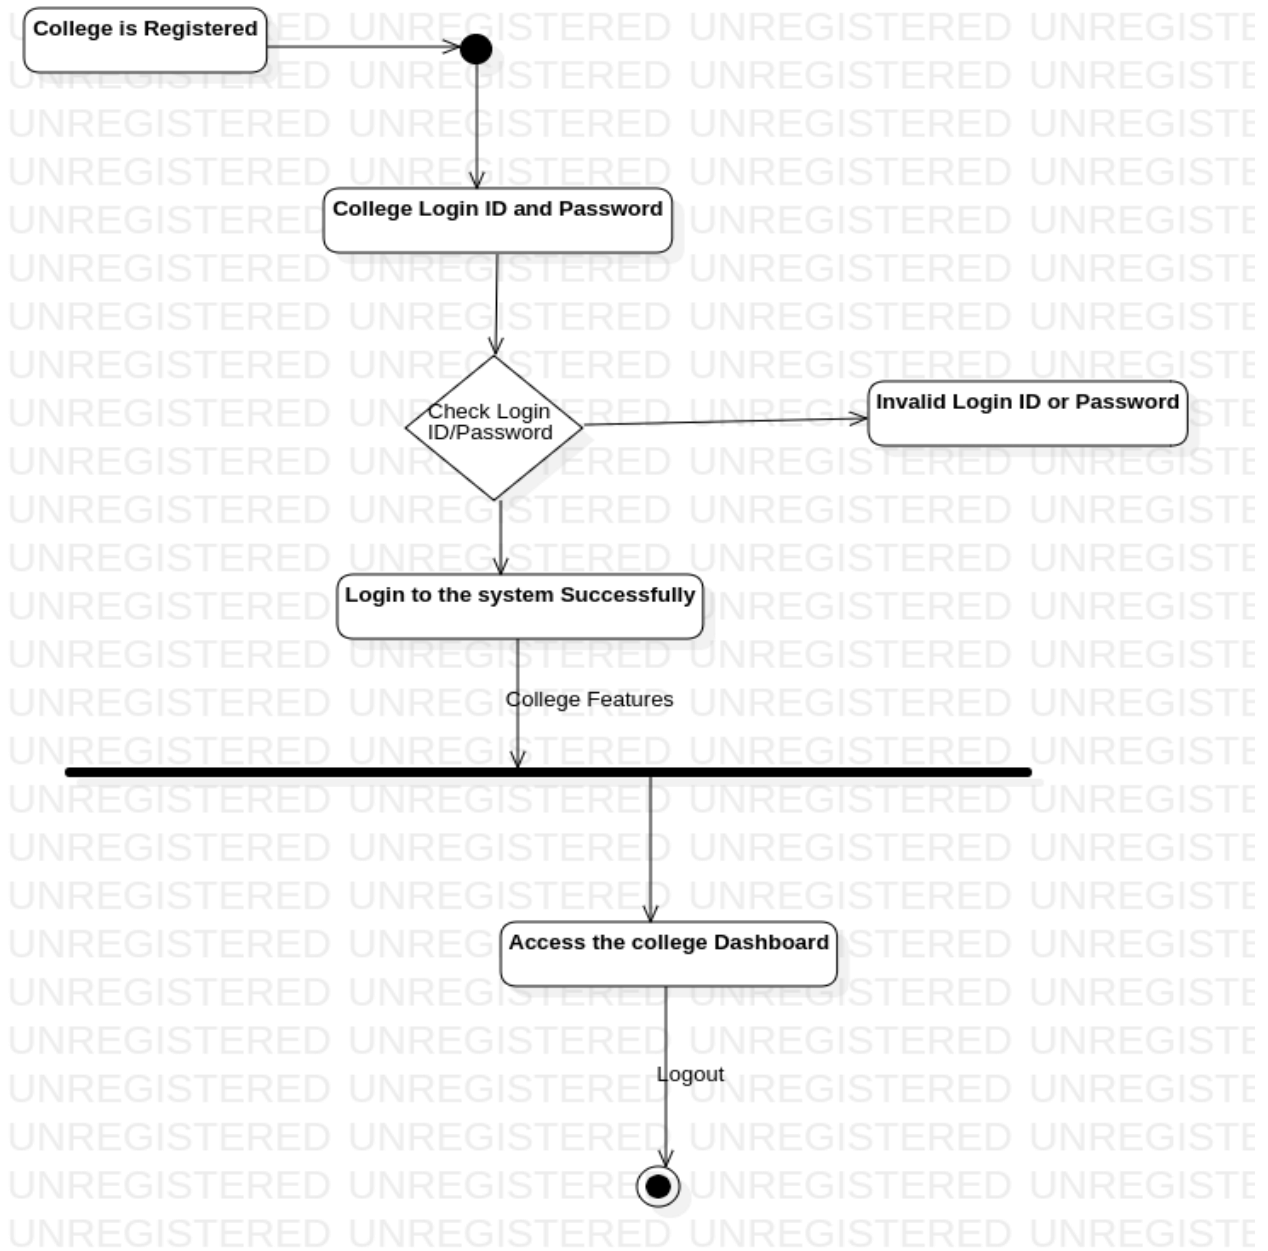 College is Registered
College Login ID and Password
Check Login
ID/Password
Invalid Login ID or Password
Login to the system Successfully
College Features
Access the college Dashboard
Logout
UNREGISTERED UNREGISTERED UNREGISTERED UNREGISTE